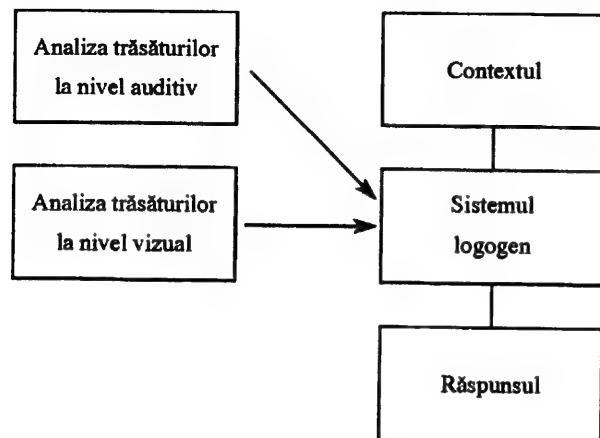 Analiza trăsăturilor
la nivel auditiv
Contextul
Analiza trăsăturilor
la nivel vizual
Sistemul
logogen
Răspunsul